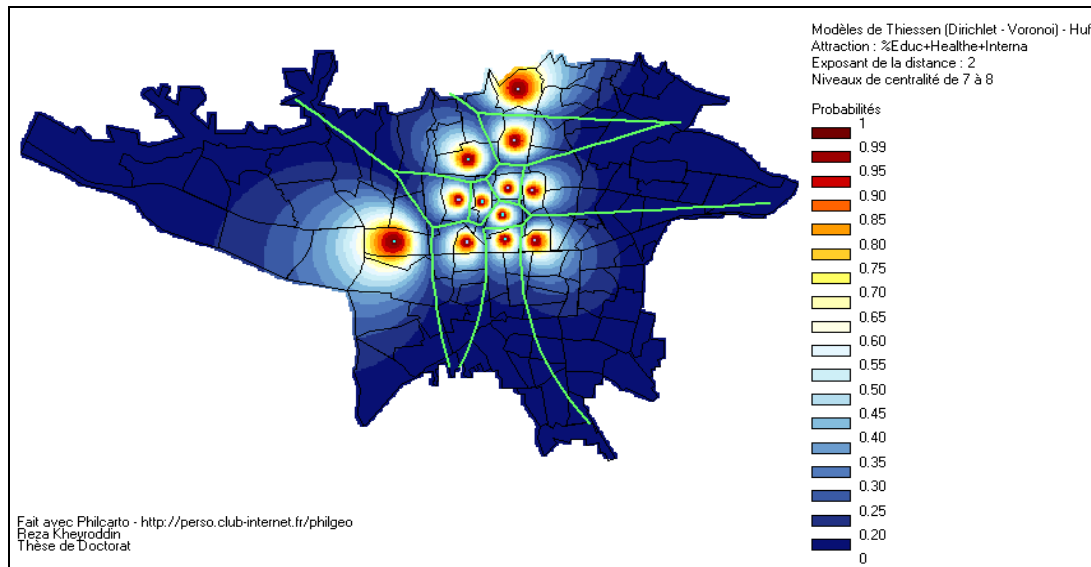 Modèles de Thiessen (Dirichlet - Voronoi) - Huf
Attraction : %Educ+Healthe+Interna
Exposant de la distance : 2
Niveaux de centralité de 7 à 8
Probabilités
1
0.99
0.95
0.90
0.85
0.80
0.75
0.70
0.65
0.60
0.55
0.50
0.45
0.40
0.35
0.30
0.25
0.20
0
Fait avec Philcarto - http://perso.club-internet.fr/philgeo
Reza Kheyroddin
Thèse de Doctorat